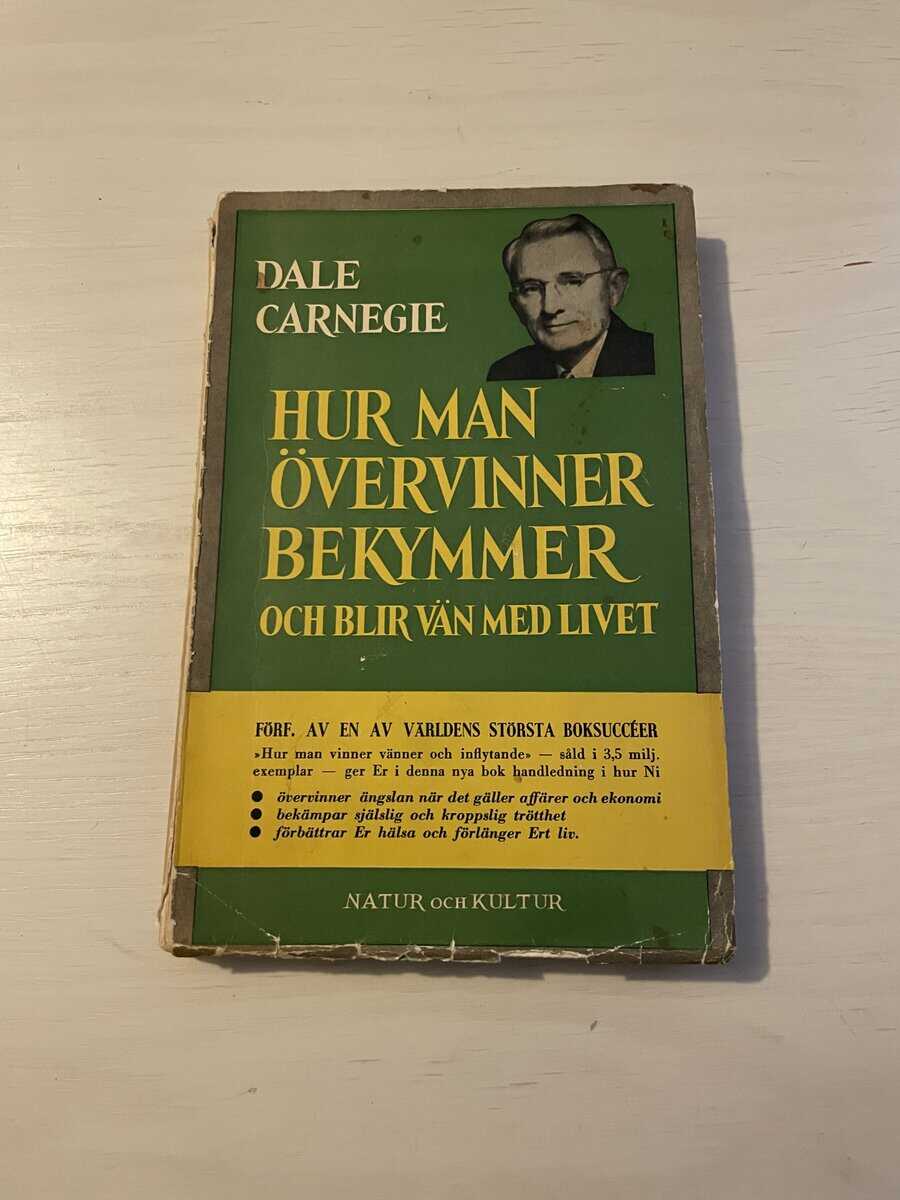 DALE
CARNEGIE
HUR MAN
ÖVERVINNER
BEKYMMER
OCH BLIR VÄN MED LIVET
FÖRF. AV EN AV VÄRLDENS STÖRSTA BOKSUCCÉER
»Hur man vinner vänner och inflytande» — såld i 3,5 milj.
exemplar — ger Er i denna nya bok handledning i hur Ni
● övervinner ängslan när det gäller affärer och ekonomi
● bekämpar själslig och kroppslig trötthet
● förbättrar Er hälsa och förlänger Ert liv.
NATUR OCH KULTUR